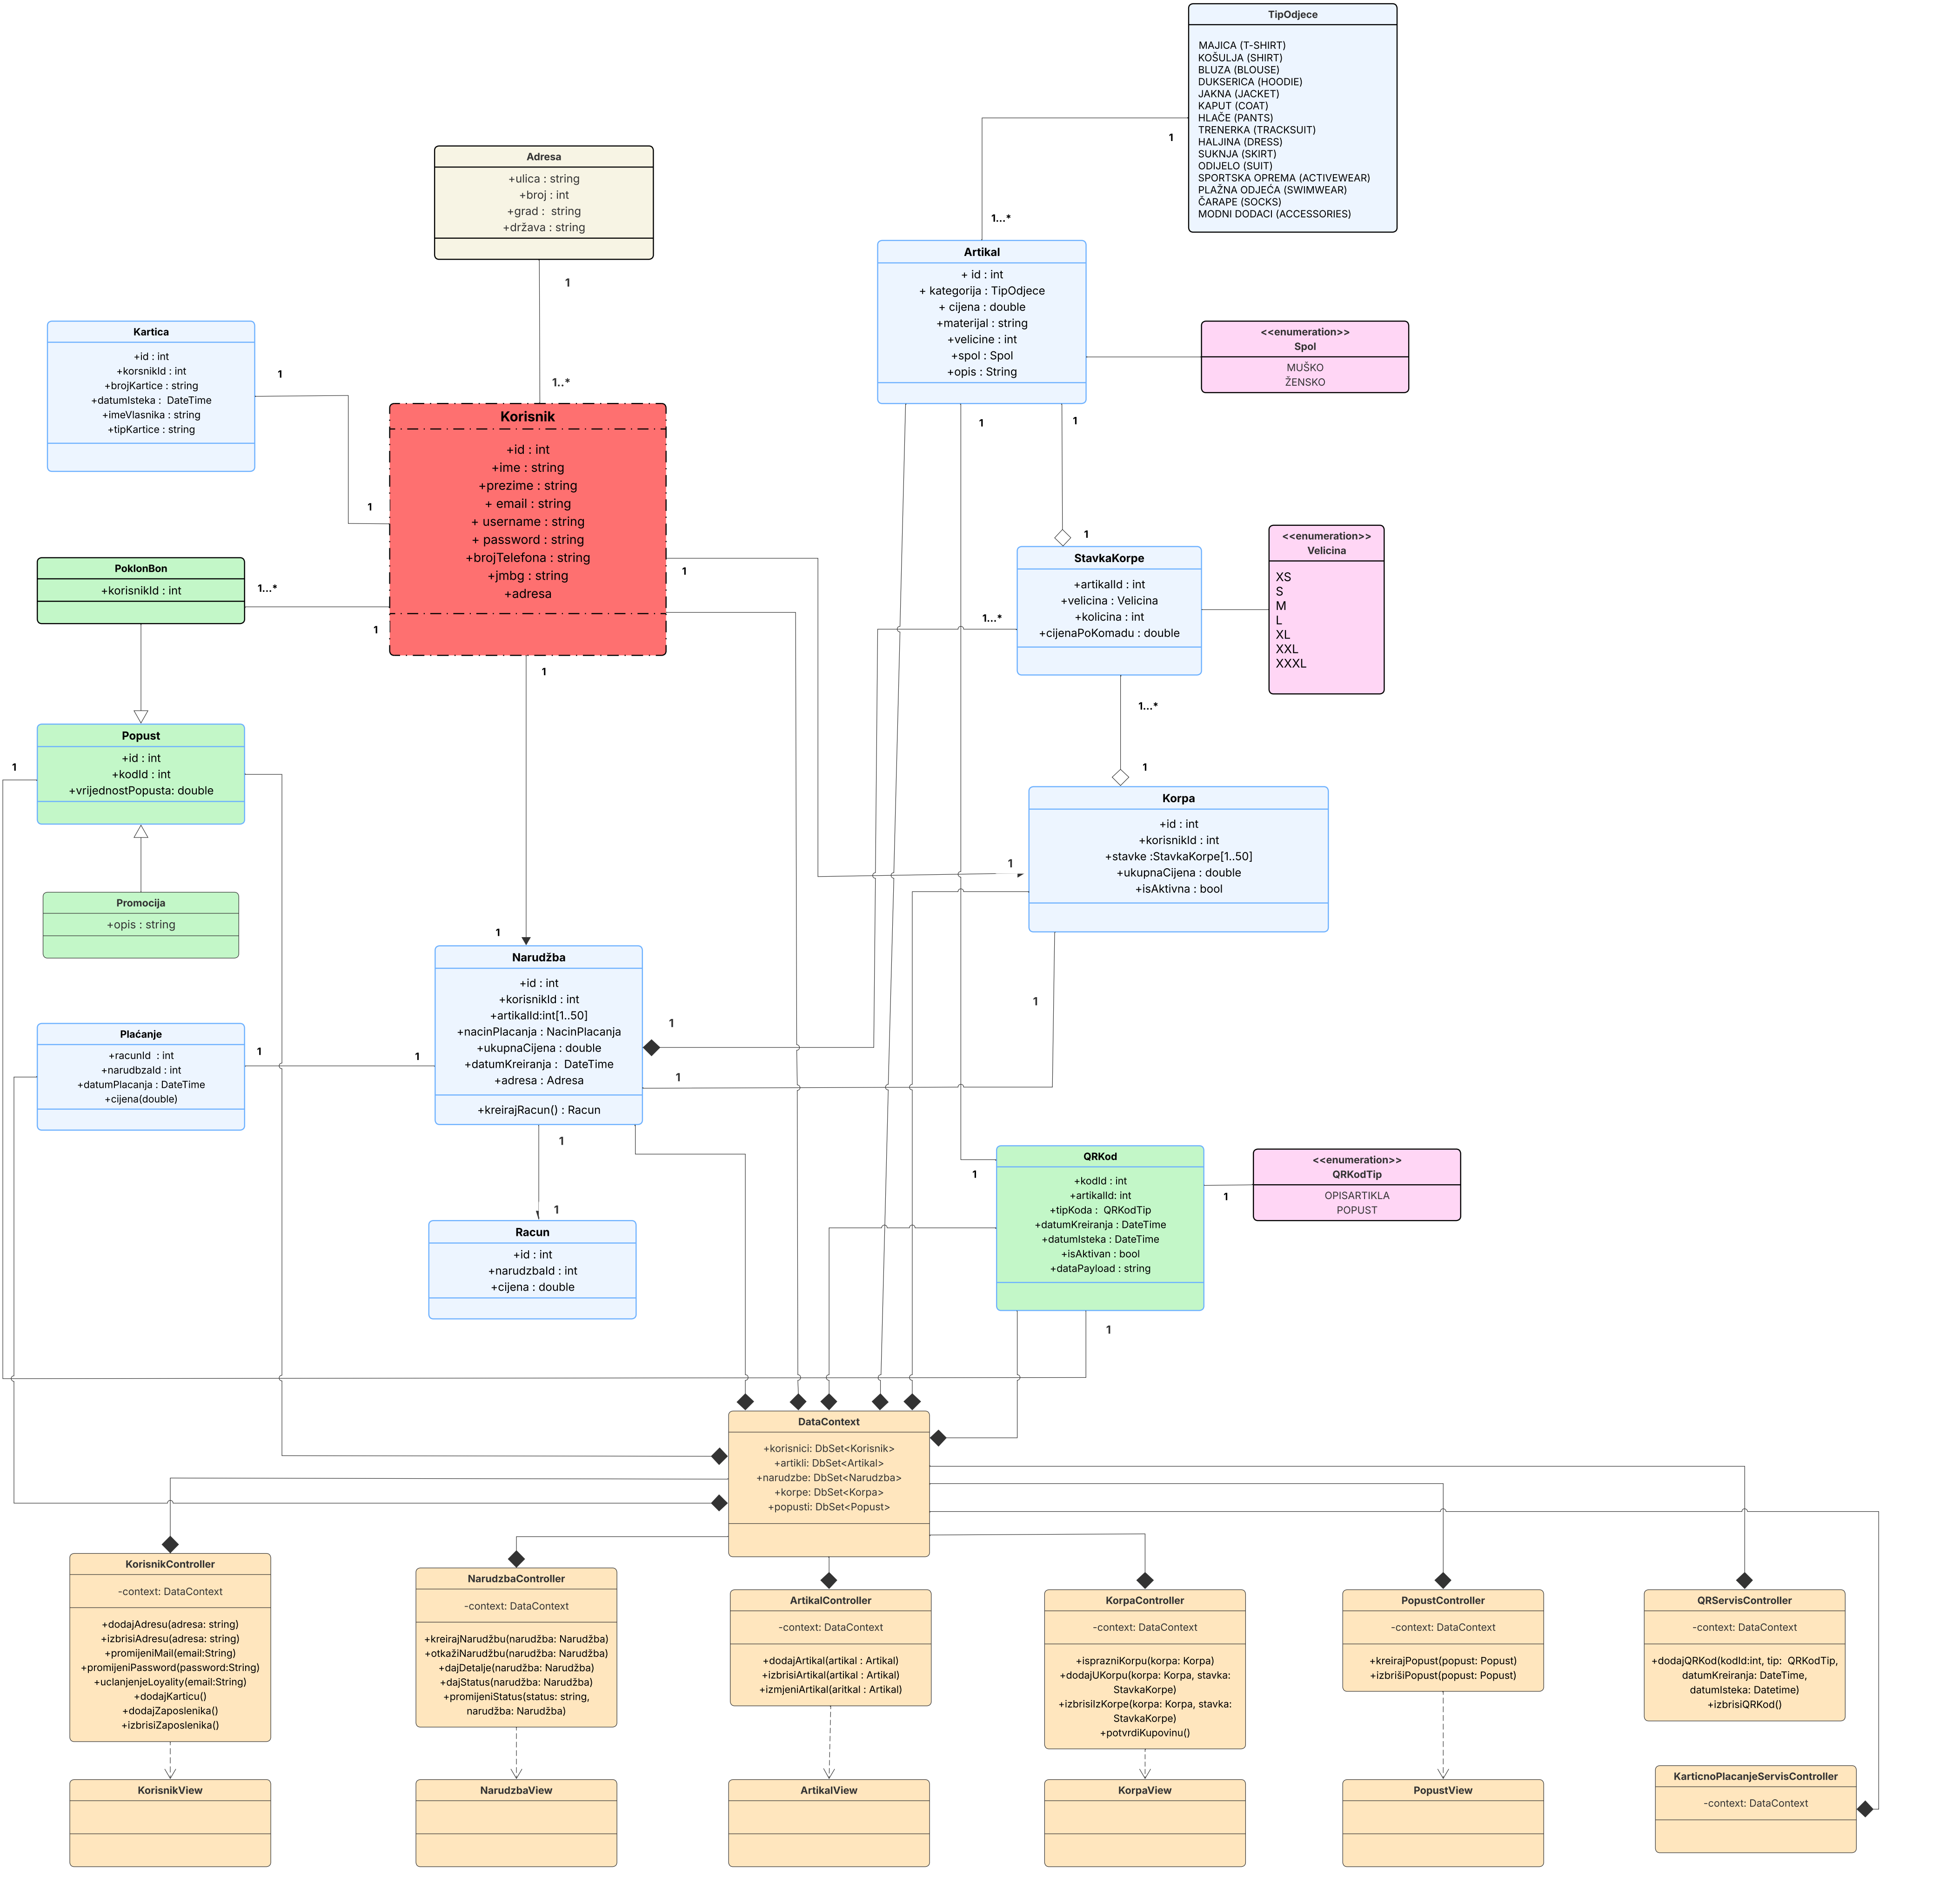 TipOdjece
MAJICA (T-SHIRT)
KOŠULJA (SHIRT)
BLUZA (BLOUSE)
DUKSERICA (HOODIE)
JAKNA (JACKET)
KAPUT (COAT)
HLAČE (PANTS)
TRENERKA (TRACKSUIT)
HALJINA (DRESS)
SUKNJA (SKIRT)
ODIJELO (SUIT)
SPORTSKA OPREMA (ACTIVEWEAR)
PLAŽNA ODJEĆA (SWIMWEAR)
ČARAPE (SOCKS)
MODNI DODACI (ACCESSORIES)
1
1...*
Adresa
+ulica : string
+broj : int
+grad :  string
+država : string
1
1..*
Artikal
+ id : int
+ kategorija : TipOdjece
+ cijena : double
+materijal : string
+velicine : int
+spol : Spol
+opis : String
1
1
1
<<enumeration>>
Spol
MUŠKO
ŽENSKO
Kartica
+id : int
+korsnikId : int
+brojKartice : string
+datumIsteka :  DateTime
+imeVlasnika : string
+tipKartice : string
1
1
Korisnik
+id : int
+ime : string
+prezime : string
+ email : string
+ username : string
+ password : string
+brojTelefona : string
+jmbg : string
+adresa
1
1
1
StavkaKorpe
+artikalId : int
+velicina : Velicina
+kolicina : int
+cijenaPoKomadu : double
1...*
1...*
<<enumeration>>
Velicina
XS
S
M
L
XL
XXL
XXXL
PoklonBon
+korisnikId : int
1...*
Popust
+id : int
+kodId : int
+vrijednostPopusta: double
1
Promocija
+opis : string
1
Korpa
+id : int
+korisnikId : int
+stavke :StavkaKorpe[1..50]
+ukupnaCijena : double
+isAktivna : bool
1
1
1
Narudžba
+id : int
+korisnikId : int
+artikalId:int[1..50]
+nacinPlacanja : NacinPlacanja
+ukupnaCijena : double
+datumKreiranja :  DateTime
+adresa : Adresa
+kreirajRacun() : Racun
1
1
1
1
Plaćanje
+racunId  : int
+narudbzaId : int
+datumPlacanja : DateTime
+cijena(double)
1
1
Racun
+id : int
+narudzbaId : int
+cijena : double
QRKod
+kodId : int
+artikalId: int
+tipKoda :  QRKodTip
+datumKreiranja : DateTime
+datumIsteka : DateTime
+isAktivan : bool
+dataPayload : string
1
1
1
<<enumeration>>
QRKodTip
OPISARTIKLA
POPUST
DataContext
+korisnici: DbSet<Korisnik>
+artikli: DbSet<Artikal>
+narudzbe: DbSet<Narudzba>
+korpe: DbSet<Korpa>
+popusti: DbSet<Popust>
KorisnikController
-context: DataContext
+dodajAdresu(adresa: string)
+izbrisiAdresu(adresa: string)
+promijeniMail(email:String)
+promijeniPassword(password:String)
+uclanjenjeLoyality(email:String)
+dodajKarticu()
+dodajZaposlenika()
+izbrisiZaposlenika()
NarudzbaController
-context: DataContext
+kreirajNarudžbu(narudžba: Narudžba)
+otkažiNarudžbu(narudžba: Narudžba)
+dajDetalje(narudžba: Narudžba)
+dajStatus(narudžba: Narudžba)
+promijeniStatus(status: string,
narudžba: Narudžba)
ArtikalController
-context: DataContext
+dodajArtikal(artikal : Artikal)
+izbrisiArtikal(artikal : Artikal)
+izmjeniArtikal(aritkal : Artikal)
KorpaController
-context: DataContext
+isprazniKorpu(korpa: Korpa)
+dodajUKorpu(korpa: Korpa, stavka:
StavkaKorpe)
+izbrisiIzKorpe(korpa: Korpa, stavka:
StavkaKorpe)
+potvrdiKupovinu()
PopustController
-context: DataContext
+kreirajPopust(popust: Popust)
+izbrišiPopust(popust: Popust)
QRServisController
-context: DataContext
+dodajQRKod(kodId:int, tip:  QRKodTip,
datumKreiranja: DateTime,
datumIsteka: Datetime)
+izbrisiQRKod()
KarticnoPlacanjeServisController
-context: DataContext
KorisnikView
NarudzbaView
ArtikalView
KorpaView
PopustView